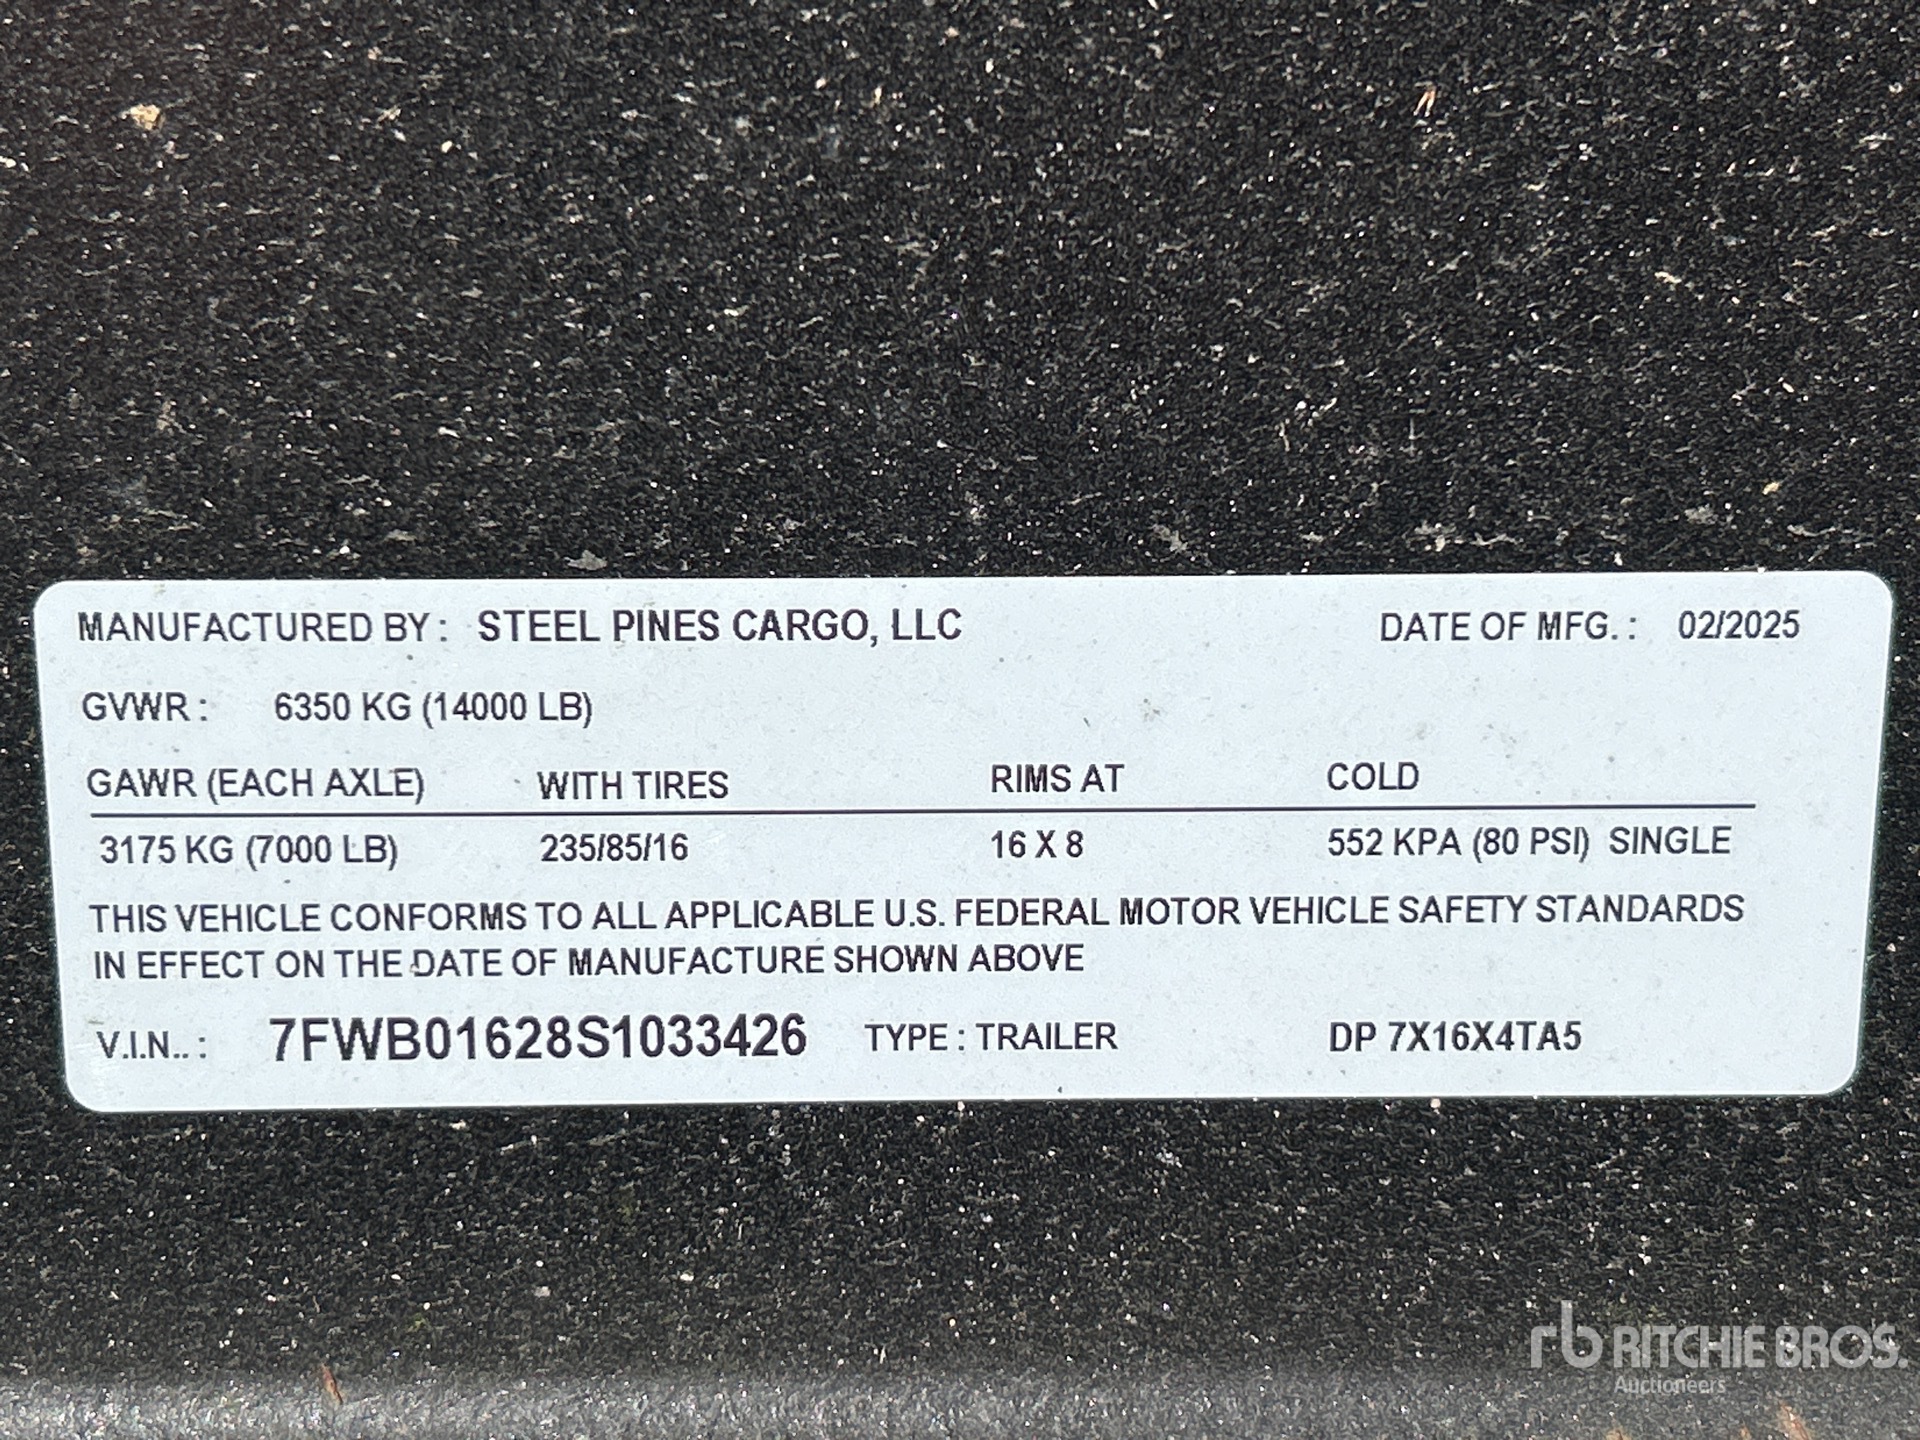 MANUFACTURED BY: STEEL PINES CARGO, LLC DATE OF MFG.: 02/2025
GVWR: 6350 KG (14000 LB)
GAWR (EACH AXLE) WITH TIRES RIMS AT COLD
3175 KG (7000 LB) 235/85/16 16 X 8 552 KPA (80 PSI) SINGLE
THIS VEHICLE CONFORMS TO ALL APPLICABLE U.S. FEDERAL MOTOR VEHICLE SAFETY STANDARDS
IN EFFECT ON THE DATE OF MANUFACTURE SHOWN ABOVE
V.I.N..: 7FWB01628S1033426 TYPE: TRAILER DP 7X16X4TA5
rb RITCHIE BROS.
Auctioneers